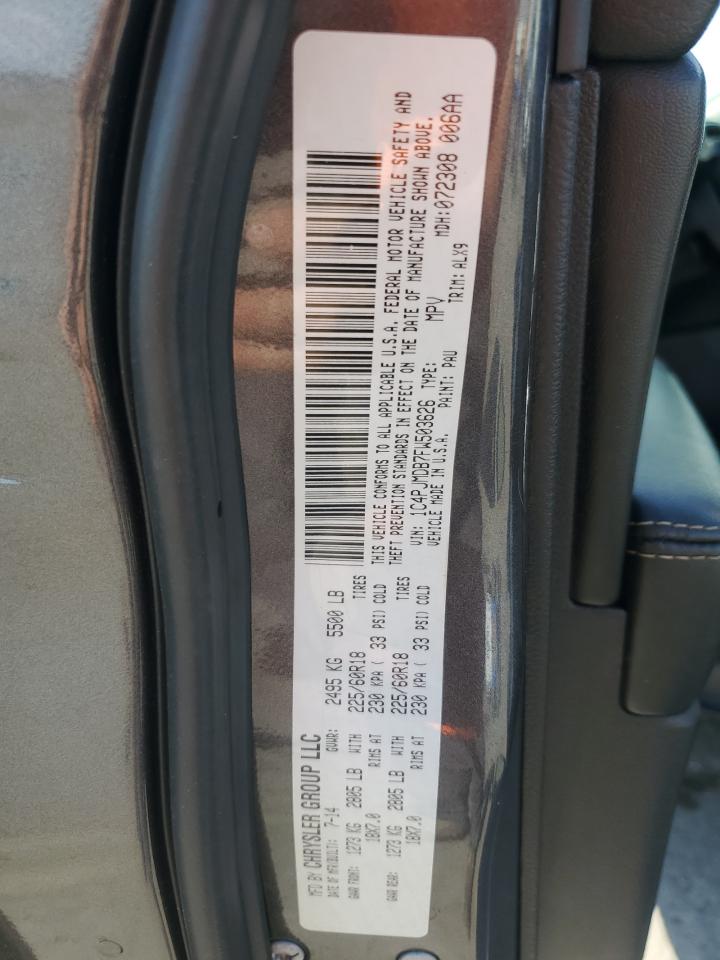 MFD BY CHRYSLER GROUP LLC
DATE OF MFR(BUILT): 7-14 GVWR: 2495 KG 5500 LB
GAWR FRONT: 1273 KG 2805 LB WITH 225/60R18 TIRES
18X7.0 RIMS AT 230 KPA ( 33 PSI) COLD
GAWR REAR: 1273 KG 2805 LB WITH 225/60R18 TIRES
18X7.0 RIMS AT 230 KPA ( 33 PSI) COLD
THIS VEHICLE CONFORMS TO ALL APPLICABLE U.S.A. FEDERAL MOTOR VEHICLE SAFETY AND
THEFT PREVENTION STANDARDS IN EFFECT ON THE DATE OF MANUFACTURE SHOWN ABOVE.
VIN: 1C4PJMDB7FW503626 TYPE: MPV MDH:072308 006AA
VEHICLE MADE IN U.S.A. PAINT: PAU TRIM: ALX9